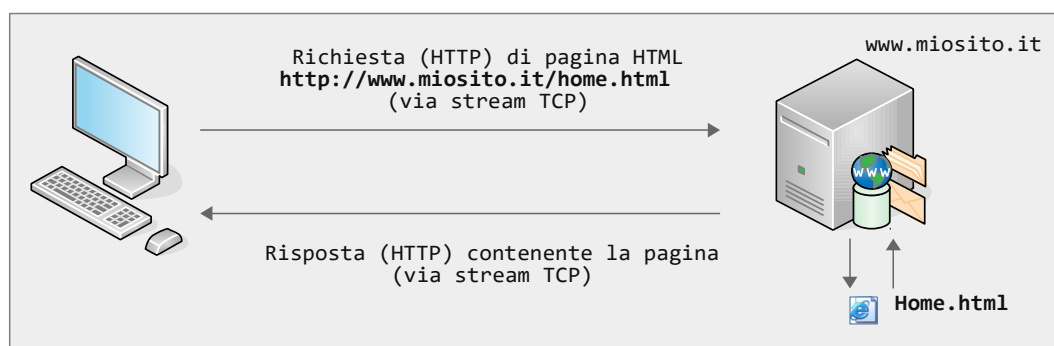 www.miosito.it
Richiesta (HTTP) di pagina HTML
http://www.miosito.it/home.html
(via stream TCP)
www
Risposta (HTTP) contenente la pagina
(via stream TCP)
Home.html